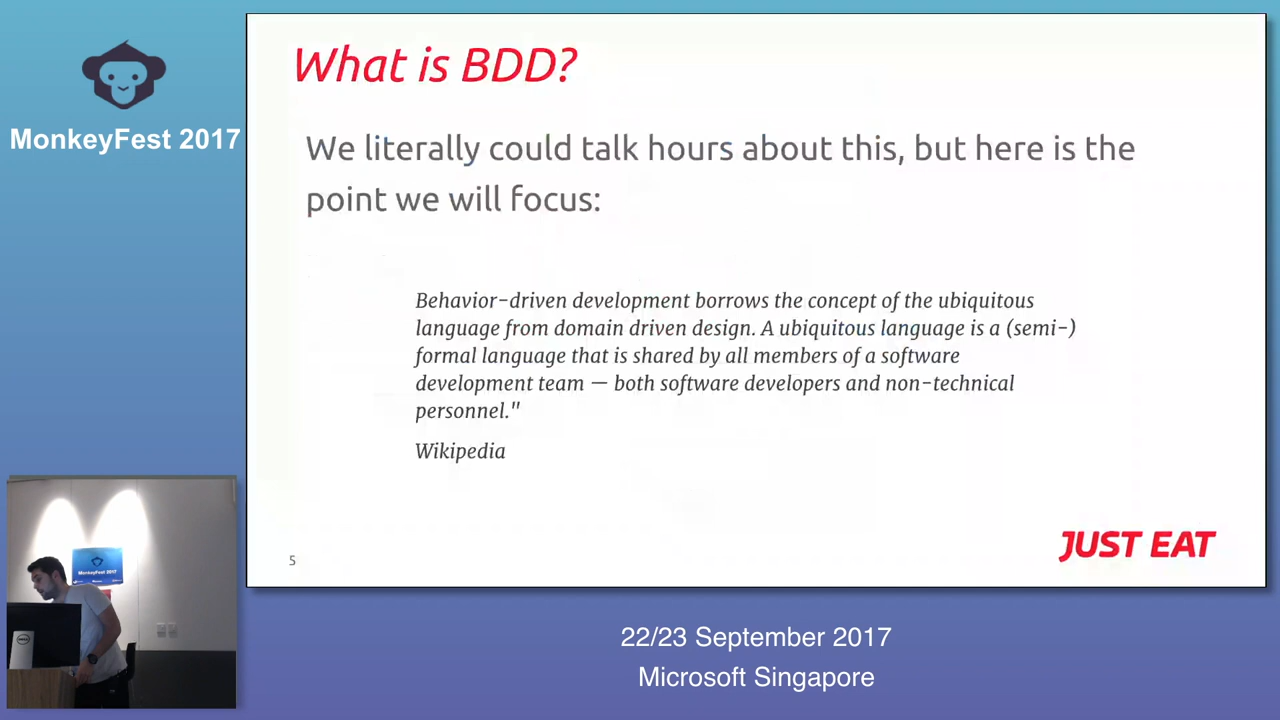 MonkeyFest 2017
What is BDD?
We literally could talk hours about this, but here is the
point we will focus:
Behavior-driven development borrows the concept of the ubiquitous
language from domain driven design. A ubiquitous language is a (semi-)
formal language that is shared by all members of a software
development team — both software developers and non-technical
personnel."
Wikipedia
5
JUST EAT
MonkeyFest 2017
DELL
22/23 September 2017
Microsoft Singapore